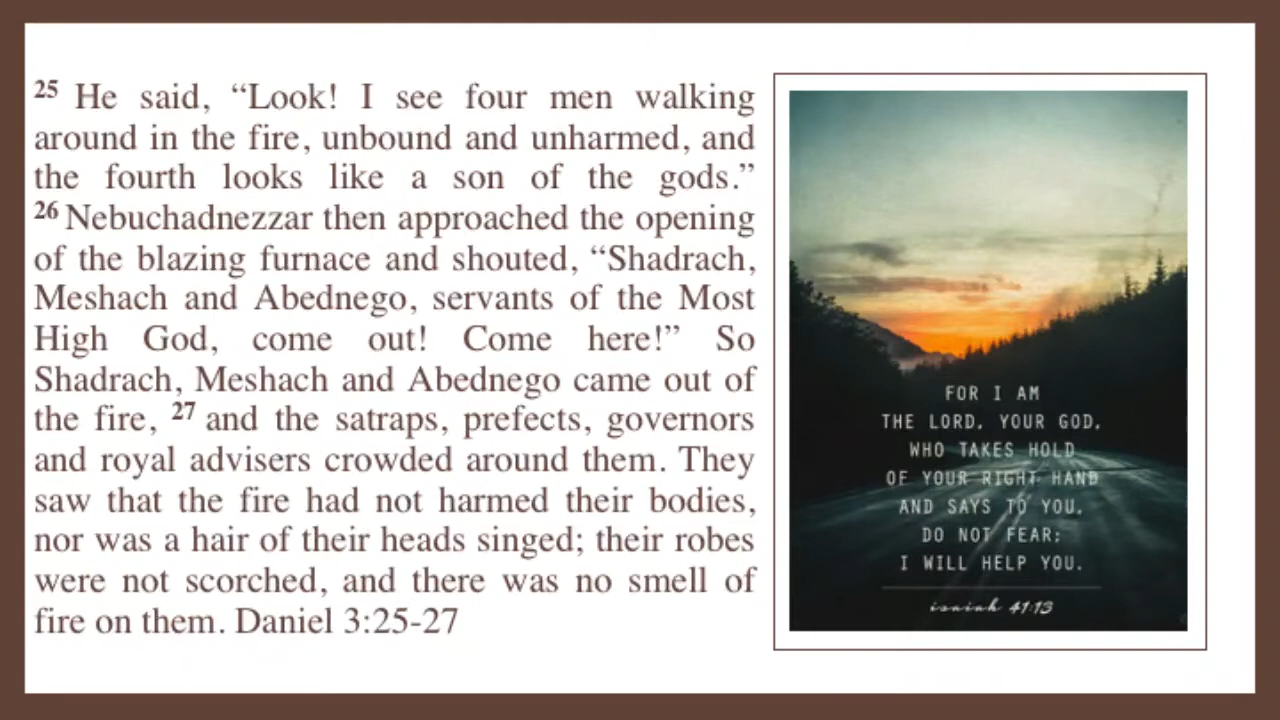 25 He said, “Look! I see four men walking
around in the fire, unbound and unharmed, and
the fourth looks like a son of the gods.”
26 Nebuchadnezzar then approached the opening
of the blazing furnace and shouted, “Shadrach,
Meshach and Abednego, servants of the Most
High God, come out! Come here!” So
Shadrach, Meshach and Abednego came out of
the fire, 27 and the satraps, prefects, governors
and royal advisers crowded around them. They
saw that the fire had not harmed their bodies,
nor was a hair of their heads singed; their robes
were not scorched, and there was no smell of
fire on them. Daniel 3:25-27
FOR I AM
THE LORD, YOUR GOD,
WHO TAKES HOLD
OF YOUR RIGHT HAND
AND SAYS TO YOU,
DO NOT FEAR;
I WILL HELP YOU.
isaiah 41:13